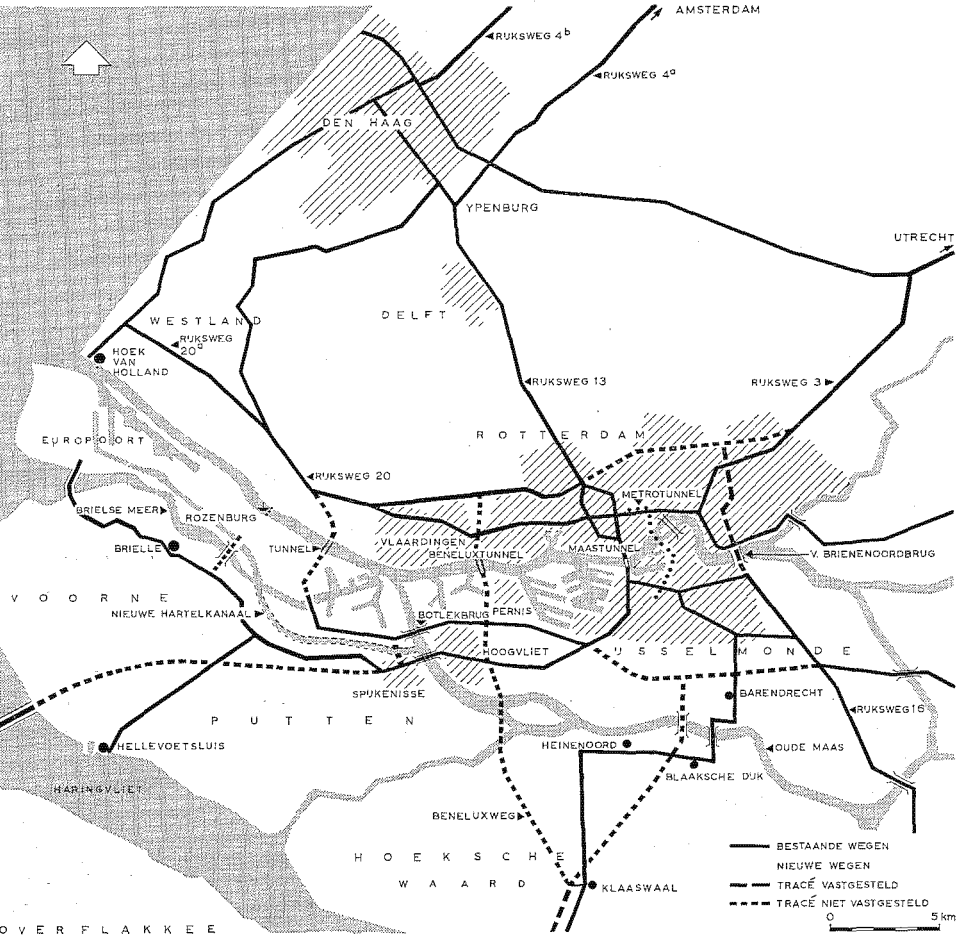 AMSTERDAM
RIJKSWEG 4b
RIJKSWEG 4a
DEN HAAG
YPENBURG
UTRECHT
WESTLAND
DELFT
RIJKSWEG
20a
HOEK
VAN
HOLLAND
RIJKSWEG 13
RIJKSWEG 3
EUROPOORT
ROTTERDAM
RIJKSWEG 20
METROTUNNEL
BRIELSE MEER
ROZENBURG
BRIELLE
TUNNEL
VLAARDINGEN
BENELUXTUNNEL
MAASTUNNEL
V. BRIENENOORDBRUG
VOORNE
NIEUWE HARTELKANAAL
BOTLEKBRUG
PERNIS
HOOGVLIET
IJSSELMONDE
SPIJKENISSE
BARENDRECHT
PUTTEN
RIJKSWEG 16
HELLEVOETSLUIS
HEINENOORD
OUDE MAAS
BLAAKSCHE DIJK
HARINGVLIET
BENELUXWEG
HOEKSCHE
WAARD
KLAASWAAL
BESTAANDE WEGEN
NIEUWE WEGEN
TRACÉ VASTGESTELD
TRACÉ NIET VASTGESTELD
0 5 km
OVERFLAKKEE